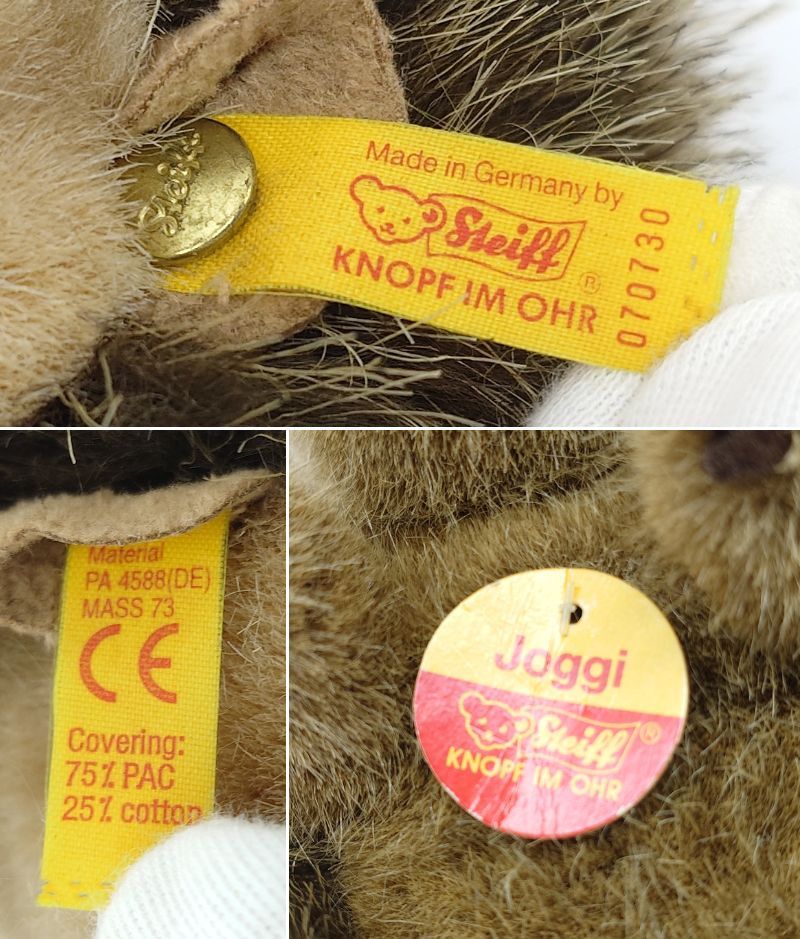 Steiff
Made in Germany by
Steiff
®
KNOPF IM OHR
070730
Material
PA 4588(DE)
MASS 73
CE
Covering:
75% PAC
25% cotton
Joggi
Steiff ®
KNOPF IM OHR